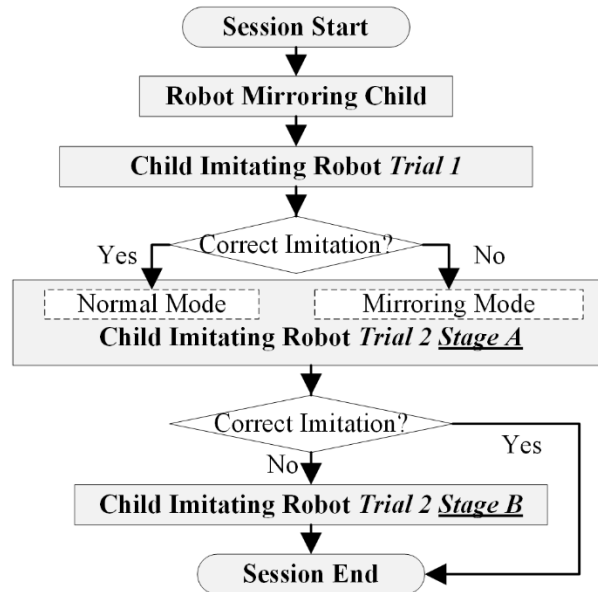 Session Start
Robot Mirroring Child
Child Imitating Robot Trial 1
Correct Imitation?
Yes
No
Normal Mode
Mirroring Mode
Child Imitating Robot Trial 2 Stage A
Correct Imitation?
Yes
No
Child Imitating Robot Trial 2 Stage B
Session End